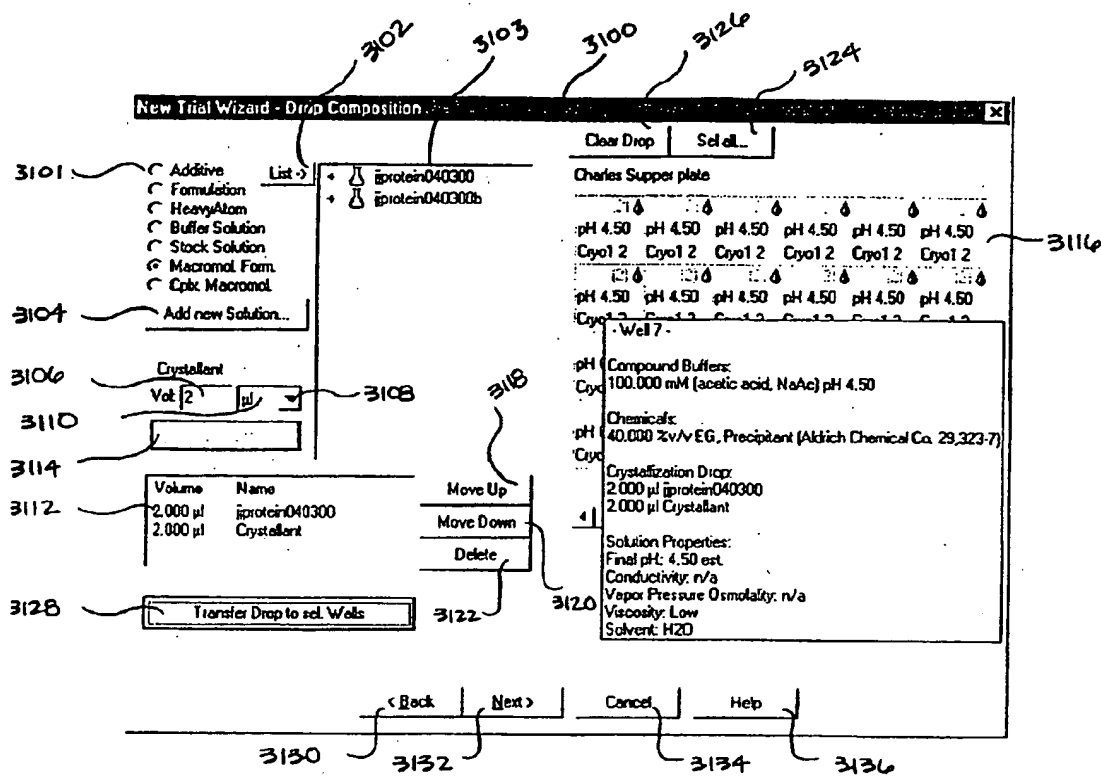 3102 3103 3100 3126 3124
New Trial Wizard - Drop Composition
Clear Drop Sel all...
3101
Additive
Formulation
HeavyAtom
Buffer Solution
Stock Solution
Macromol. Form.
Cplx. Macromol.
List ->
+ jjprotein040300
+ jjprotein040300b
Charles Supper plate
pH 4.50 pH 4.50 pH 4.50 pH 4.50 pH 4.50 pH 4.50
Cryo1 2 Cryo1 2 Cryo1 2 Cryo1 2 Cryo1 2 Cryo1 2
3116
pH 4.50 pH 4.50 pH 4.50 pH 4.50 pH 4.50 pH 4.50
3104
Add new Solution...
Crystallant
3106
Vol: 2 µl
3108
3110
3114
3118
- Well 7 -
Compound Buffers:
100.000 mM (acetic acid, NaAc) pH 4.50
Chemicals:
40.000 %v/v EG, Precipitant (Aldrich Chemical Co. 29,323-7)
Crystallization Drop:
2.000 µl jjprotein040300
2.000 µl Crystallant
Solution Properties:
Final pH: 4.50 est.
Conductivity: n/a
Vapor Pressure Osmolality: n/a
Viscosity: Low
Solvent: H2O
3112
Volume Name
2.000 µl jjprotein040300
2.000 µl Crystallant
Move Up
Move Down
Delete
3120
3122
3128
Transfer Drop to sel. Wells
< Back Next > Cancel Help
3130 3132 3134 3136